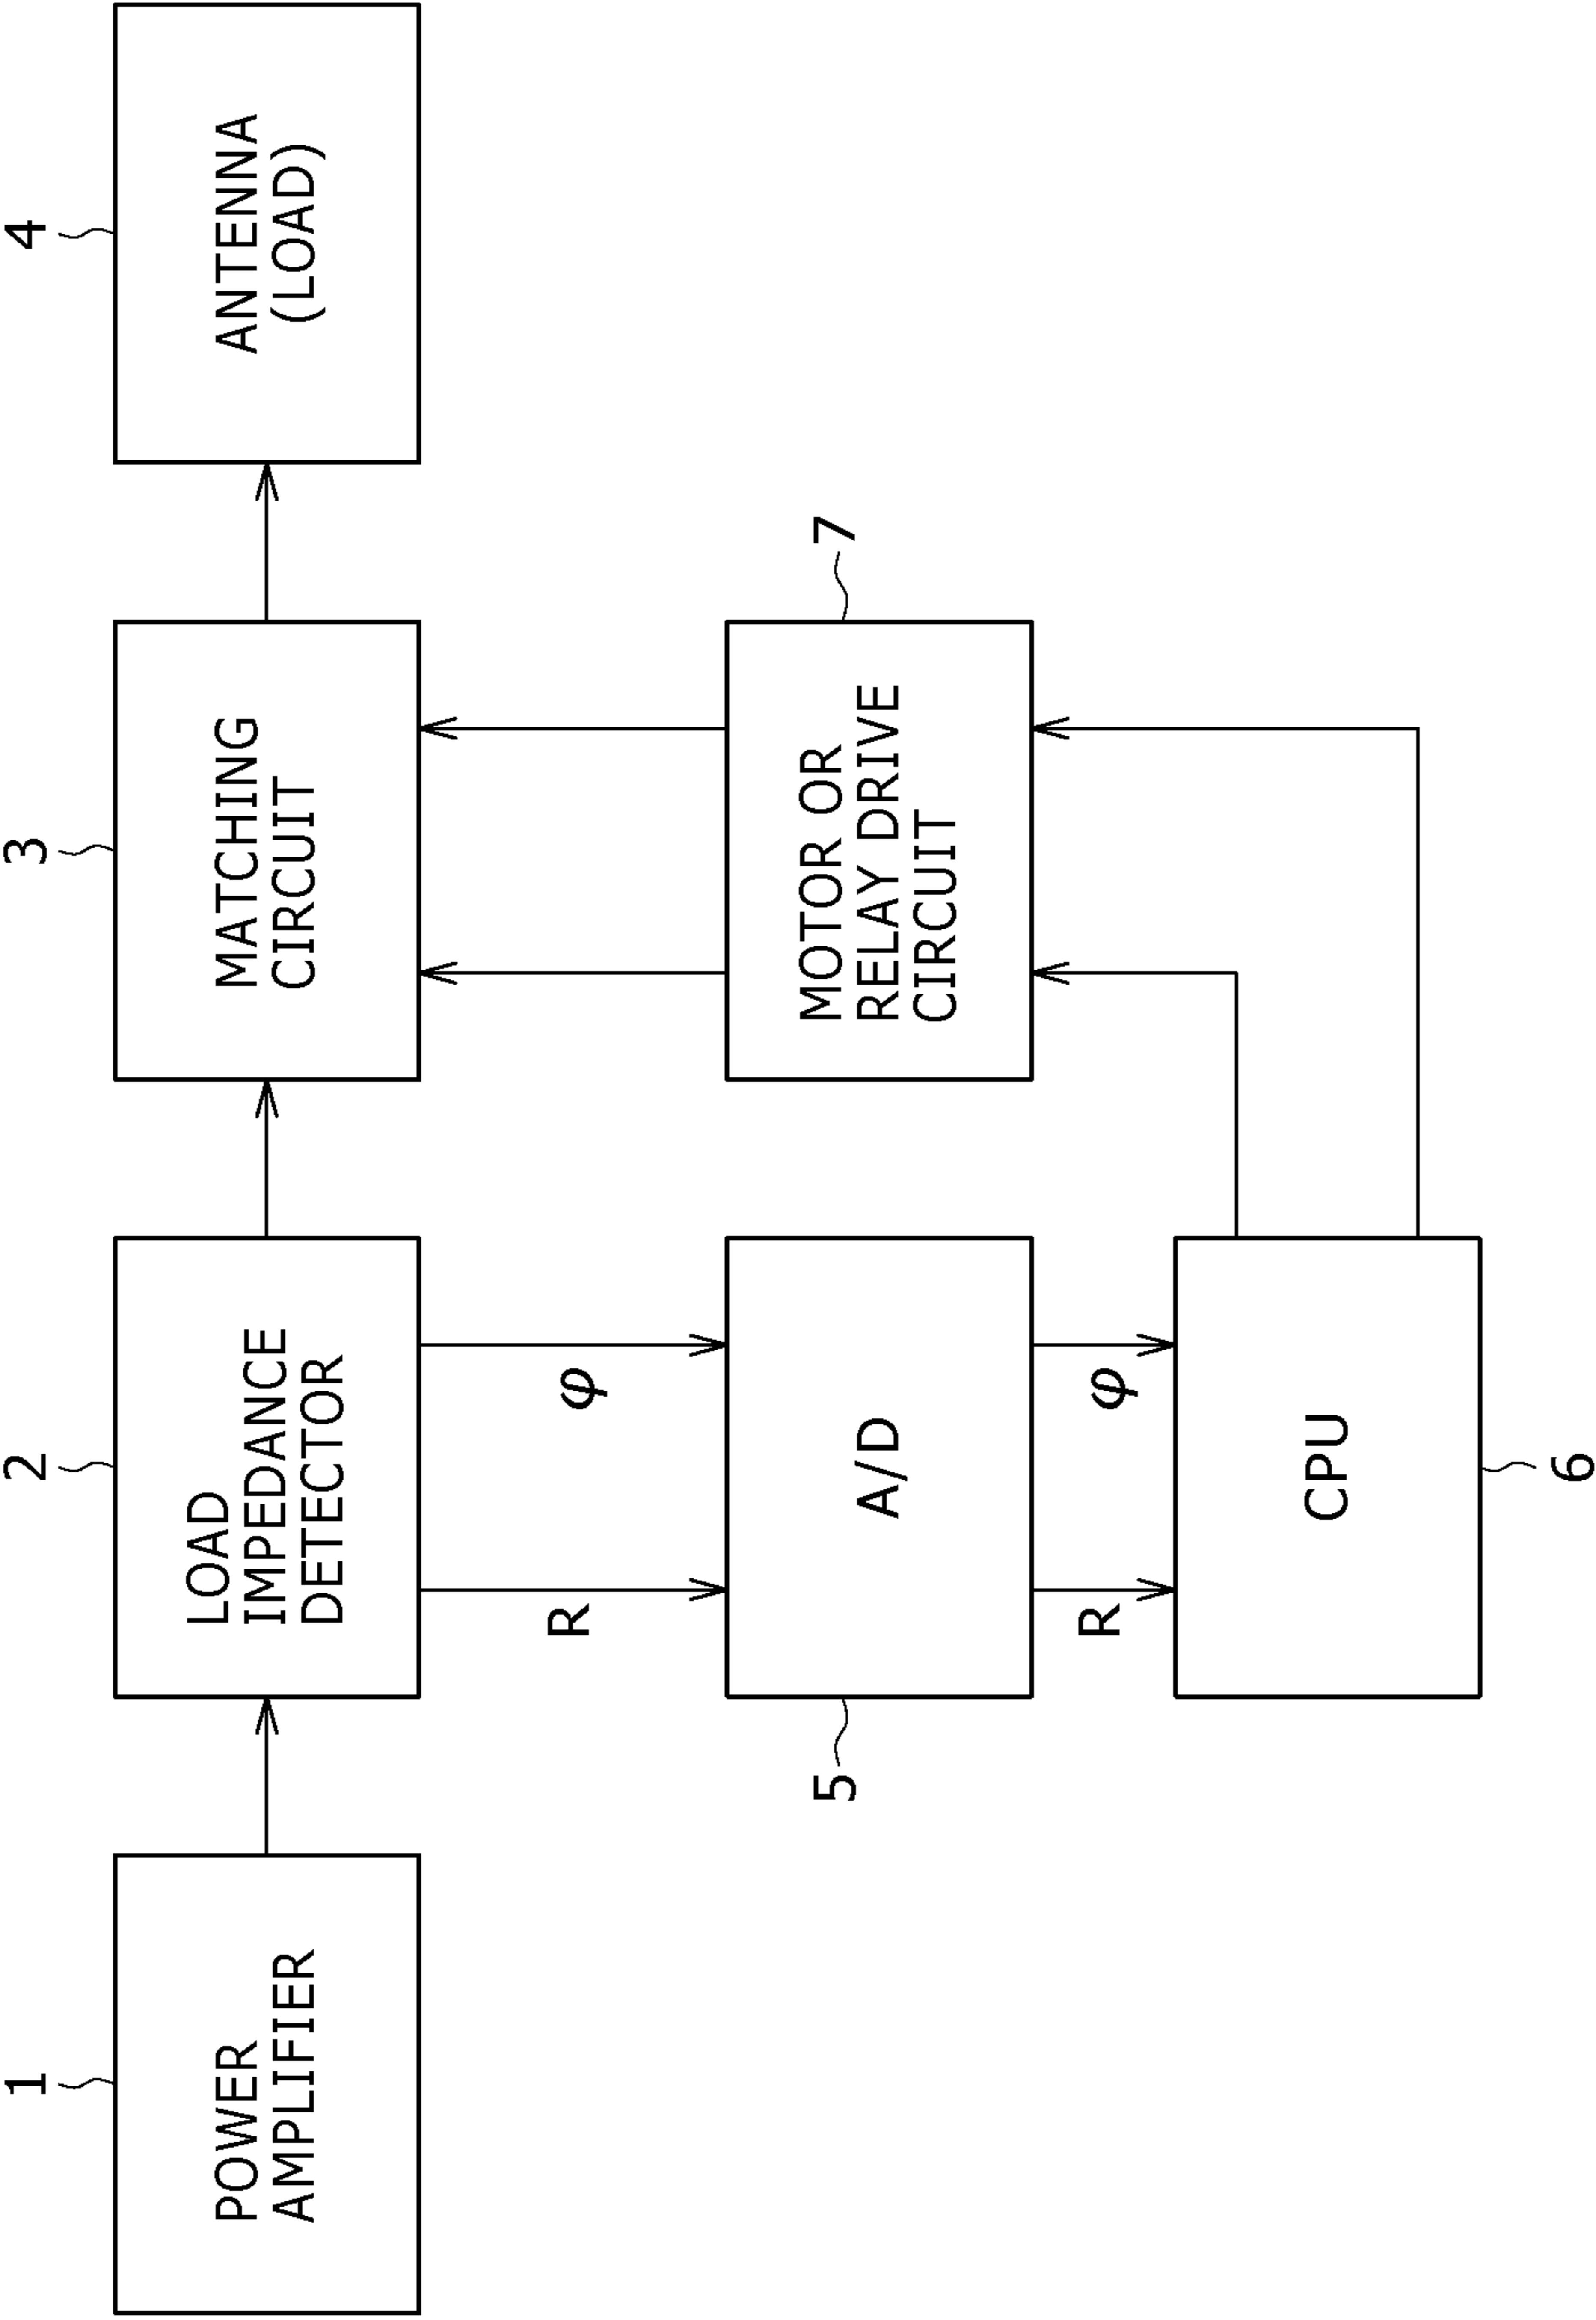 1
2
3
4
POWER
AMPLIFIER
LOAD
IMPEDANCE
DETECTOR
MATCHING
CIRCUIT
ANTENNA
(LOAD)
R
φ
5
A/D
MOTOR OR
RELAY DRIVE
CIRCUIT
7
R
φ
CPU
6